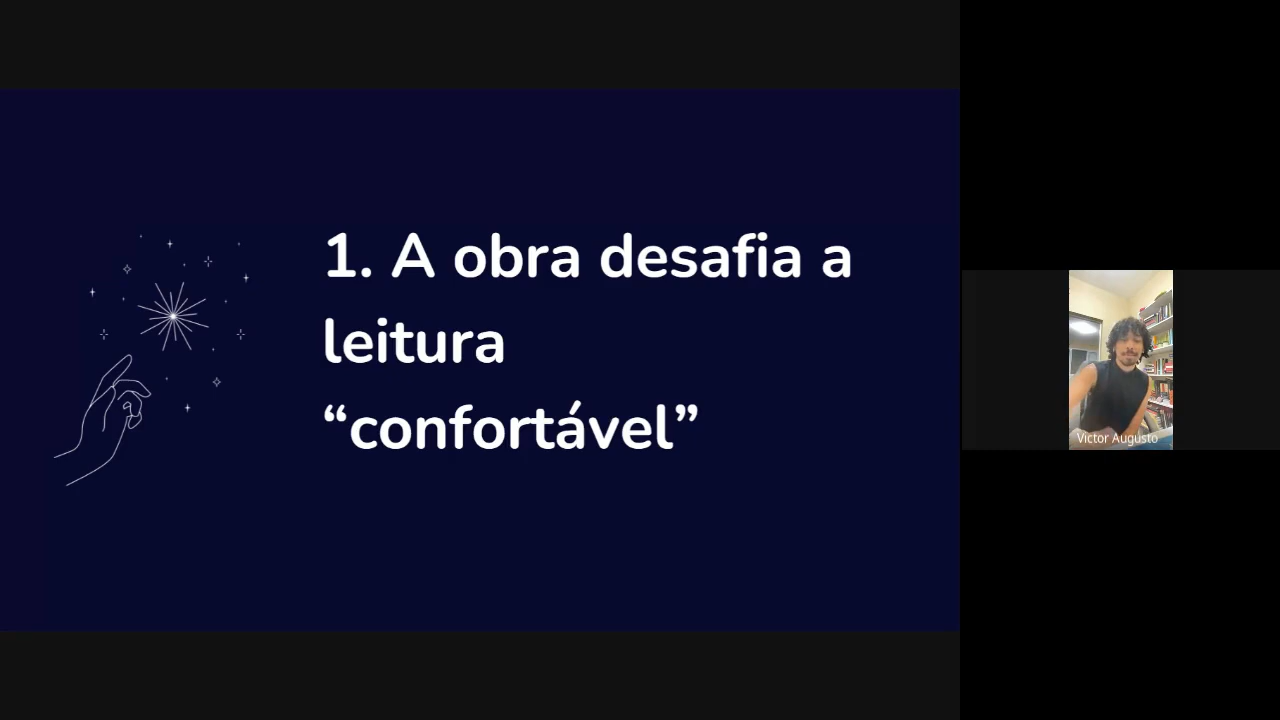 1. A obra desafia a
leitura
“confortável”
Victor Augusto